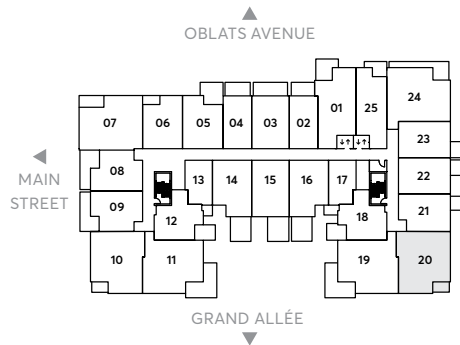 OBLATS AVENUE
01 25 24
07 06 05 04 03 02
23
MAIN
STREET
08 13 14 15 16 17 22
09 12 18 21
10 11 19 20
GRAND ALLÉE